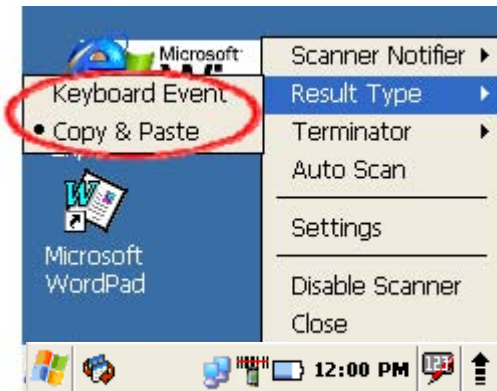 Microsoft
Keyboard Event
Copy & Paste
Scanner Notifier
Result Type
Terminator
Auto Scan
Settings
Disable Scanner
Close
Microsoft
WordPad
12:00 PM
123